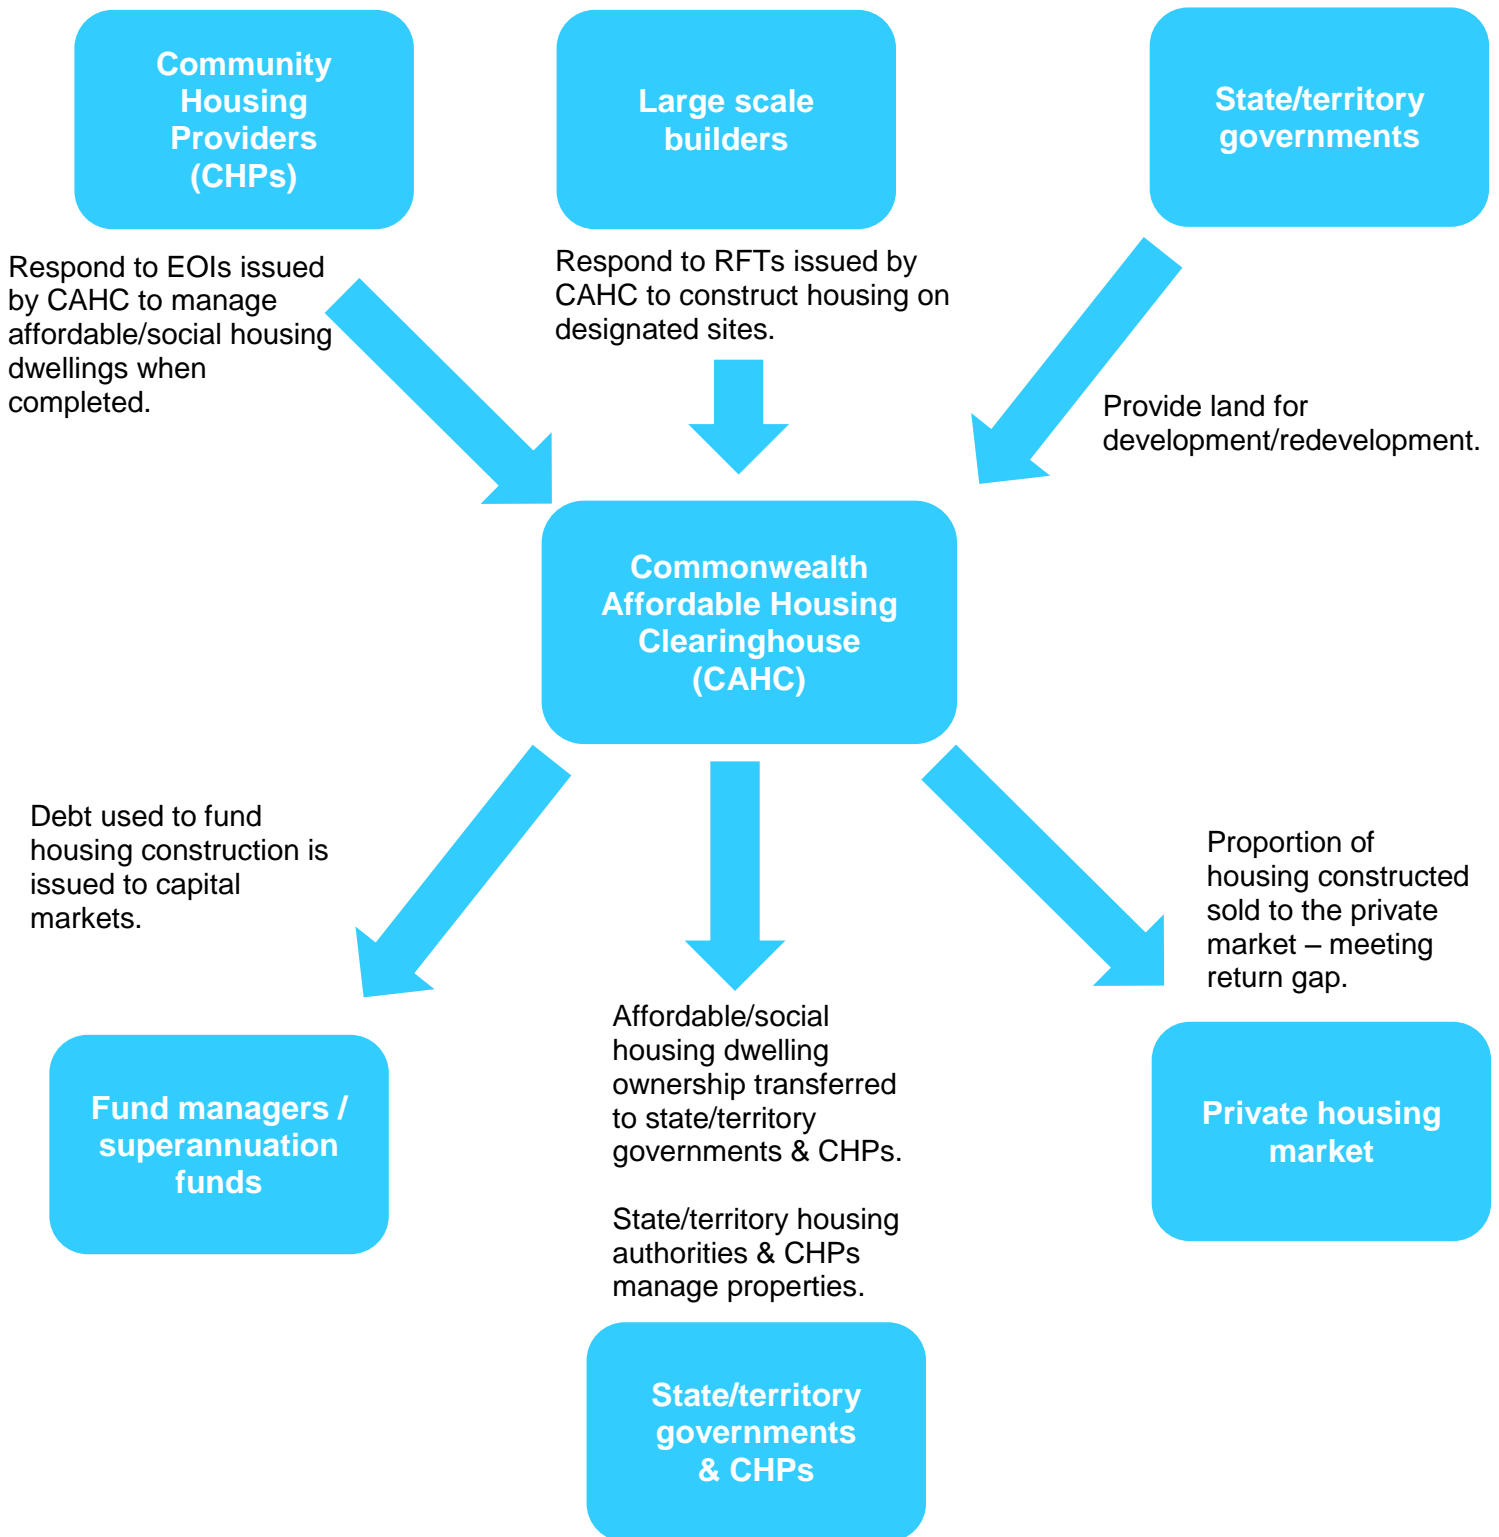 Community
Housing
Providers
(CHPs)
Large scale
builders
State/territory
governments
Respond to EOIs issued
by CAHC to manage
affordable/social housing
dwellings when
completed.
Respond to RFTs issued by
CAHC to construct housing on
designated sites.
Provide land for
development/redevelopment.
Commonwealth
Affordable Housing
Clearinghouse
(CAHC)
Debt used to fund
housing construction is
issued to capital
markets.
Proportion of
housing constructed
sold to the private
market – meeting
return gap.
Affordable/social
housing dwelling
ownership transferred
to state/territory
governments & CHPs.
State/territory housing
authorities & CHPs
manage properties.
Fund managers /
superannuation
funds
Private housing
market
State/territory
governments
& CHPs